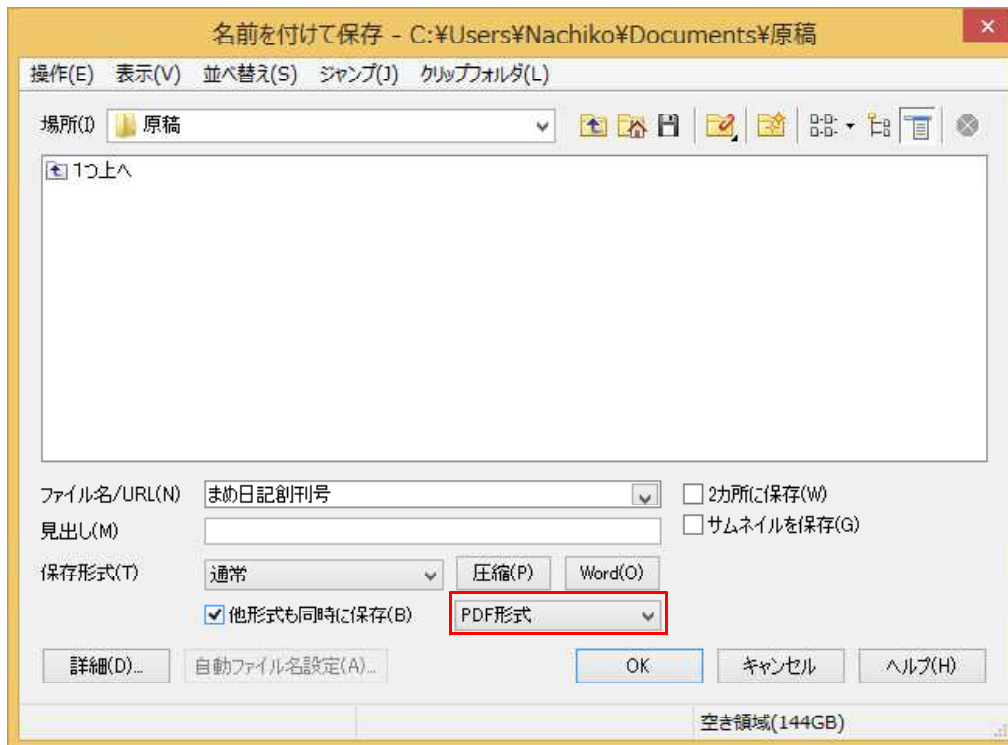 名前を付けて保存 - C:¥Users¥Nachiko¥Documents¥原稿
操作(E) 表示(V) 並べ替え(S) ジャンプ(J) クリップフォルダ(L)
場所(I) 原稿
1つ上へ
ファイル名/URL(N) まめ日記創刊号 2カ所に保存(W)
見出し(M) サムネイルを保存(G)
保存形式(T) 通常 圧縮(P) Word(O)
他形式も同時に保存(B) PDF形式
詳細(D)... 自動ファイル名設定(A)... OK キャンセル ヘルプ(H)
空き領域(144GB)